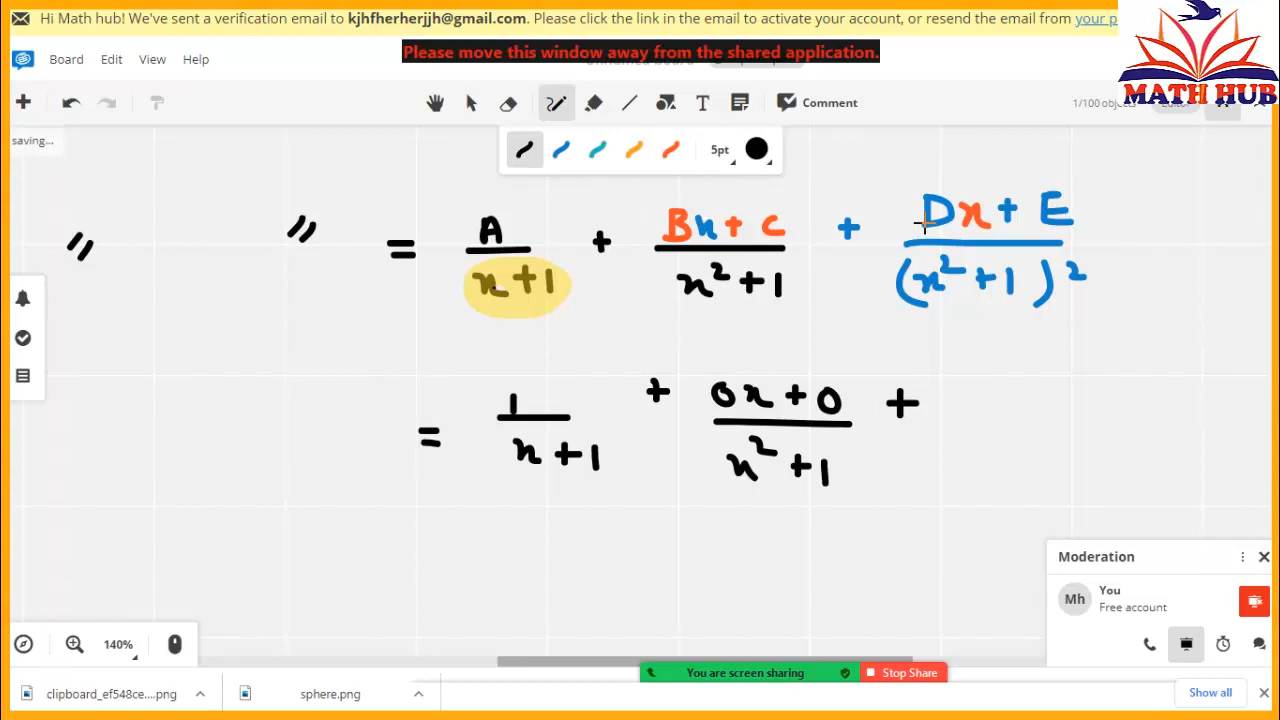 Hi Math hub! We've sent a verification email to kjhfherherjjh@gmail.com. Please click the link in the email to activate your account, or resend the email from your p
Please move this window away from the shared application.
Board Edit View Help
MATH HUB
Comment
1/100 objec
saving...
5pt
〃 〃 = A/(x+1) + (Bx+C)/(x²+1) + (Dx+E)/(x²+1)²
= 1/(x+1) + (0x+0)/(x²+1) +
Moderation
Mh You
Free account
140%
You are screen sharing Stop Share
clipboard_ef548ce....png sphere.png Show all